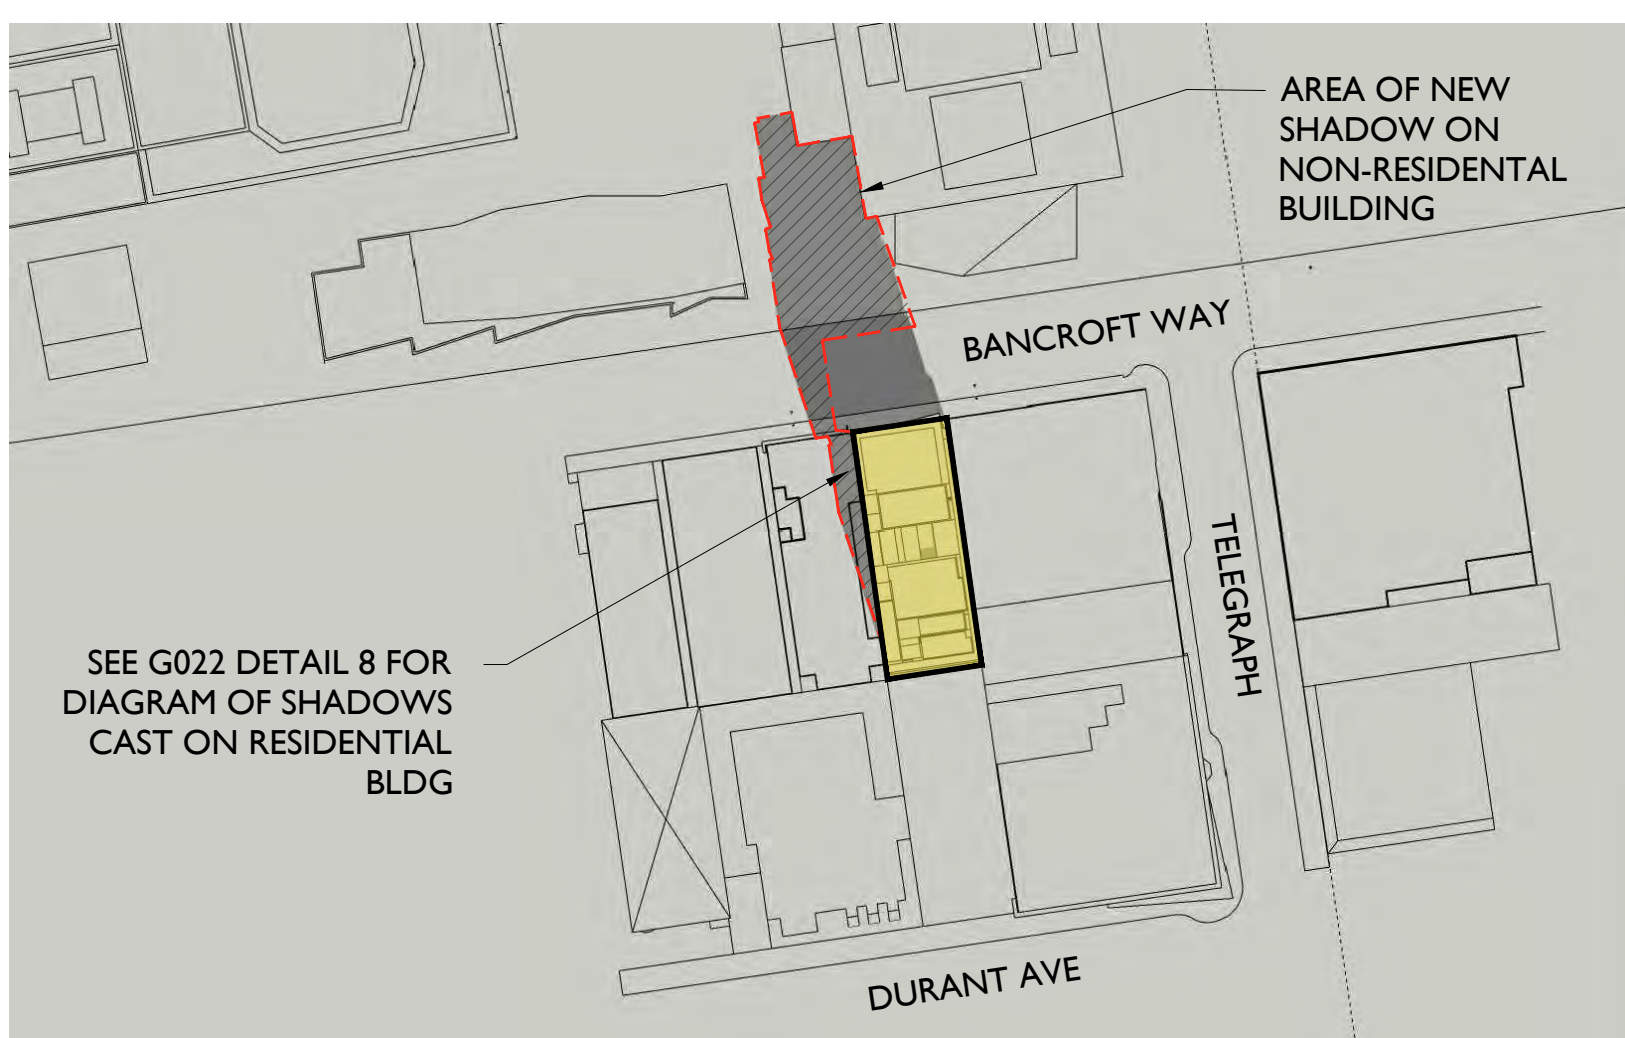 AREA OF NEW
SHADOW ON
NON-RESIDENTAL
BUILDING
BANCROFT WAY
TELEGRAPH
SEE G022 DETAIL 8 FOR
DIAGRAM OF SHADOWS
CAST ON RESIDENTIAL
BLDG
DURANT AVE